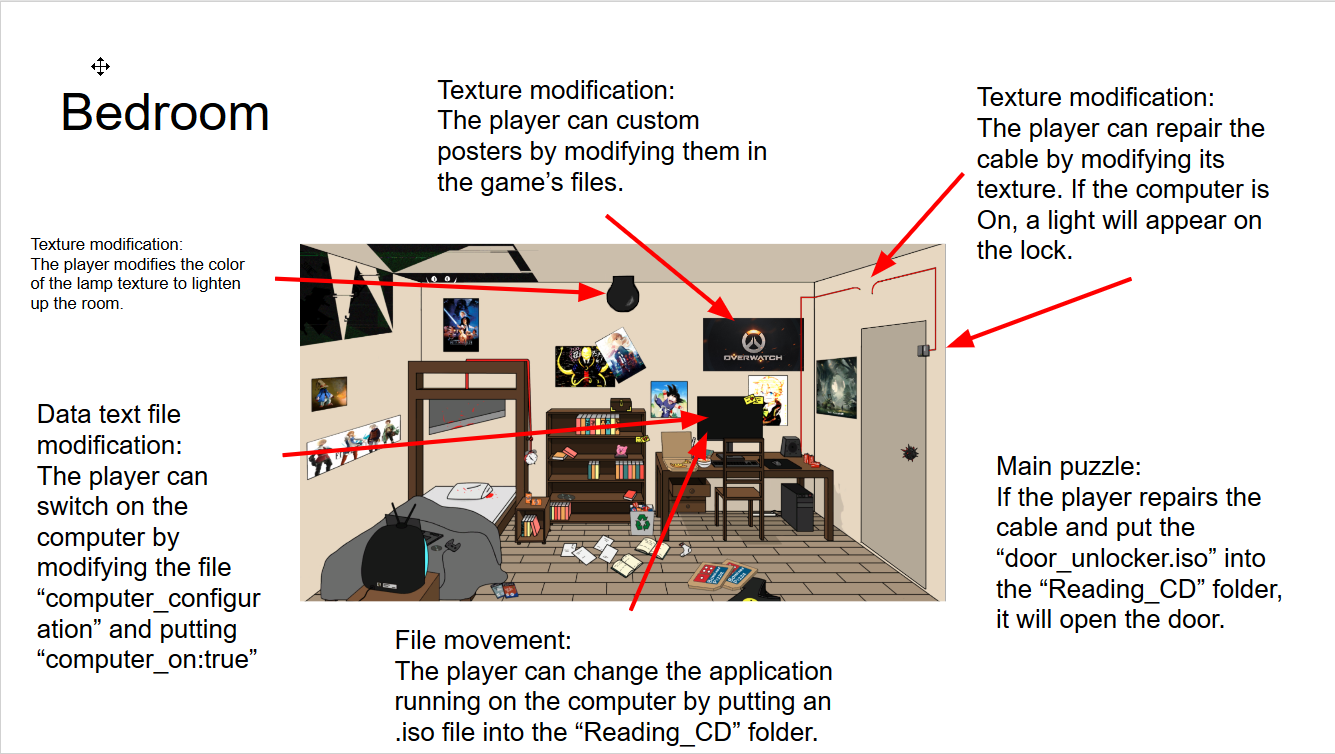 Bedroom
Texture modification:
The player can custom
posters by modifying them in
the game’s files.
Texture modification:
The player can repair the
cable by modifying its
texture. If the computer is
On, a light will appear on
the lock.
Texture modification:
The player modifies the color
of the lamp texture to lighten
up the room.
OVERWATCH
Data text file
modification:
The player can
switch on the
computer by
modifying the file
“computer_configur
ation” and putting
“computer_on:true”
Main puzzle:
If the player repairs the
cable and put the
“door_unlocker.iso” into
the “Reading_CD” folder,
it will open the door.
File movement:
The player can change the application
running on the computer by putting an
.iso file into the “Reading_CD” folder.